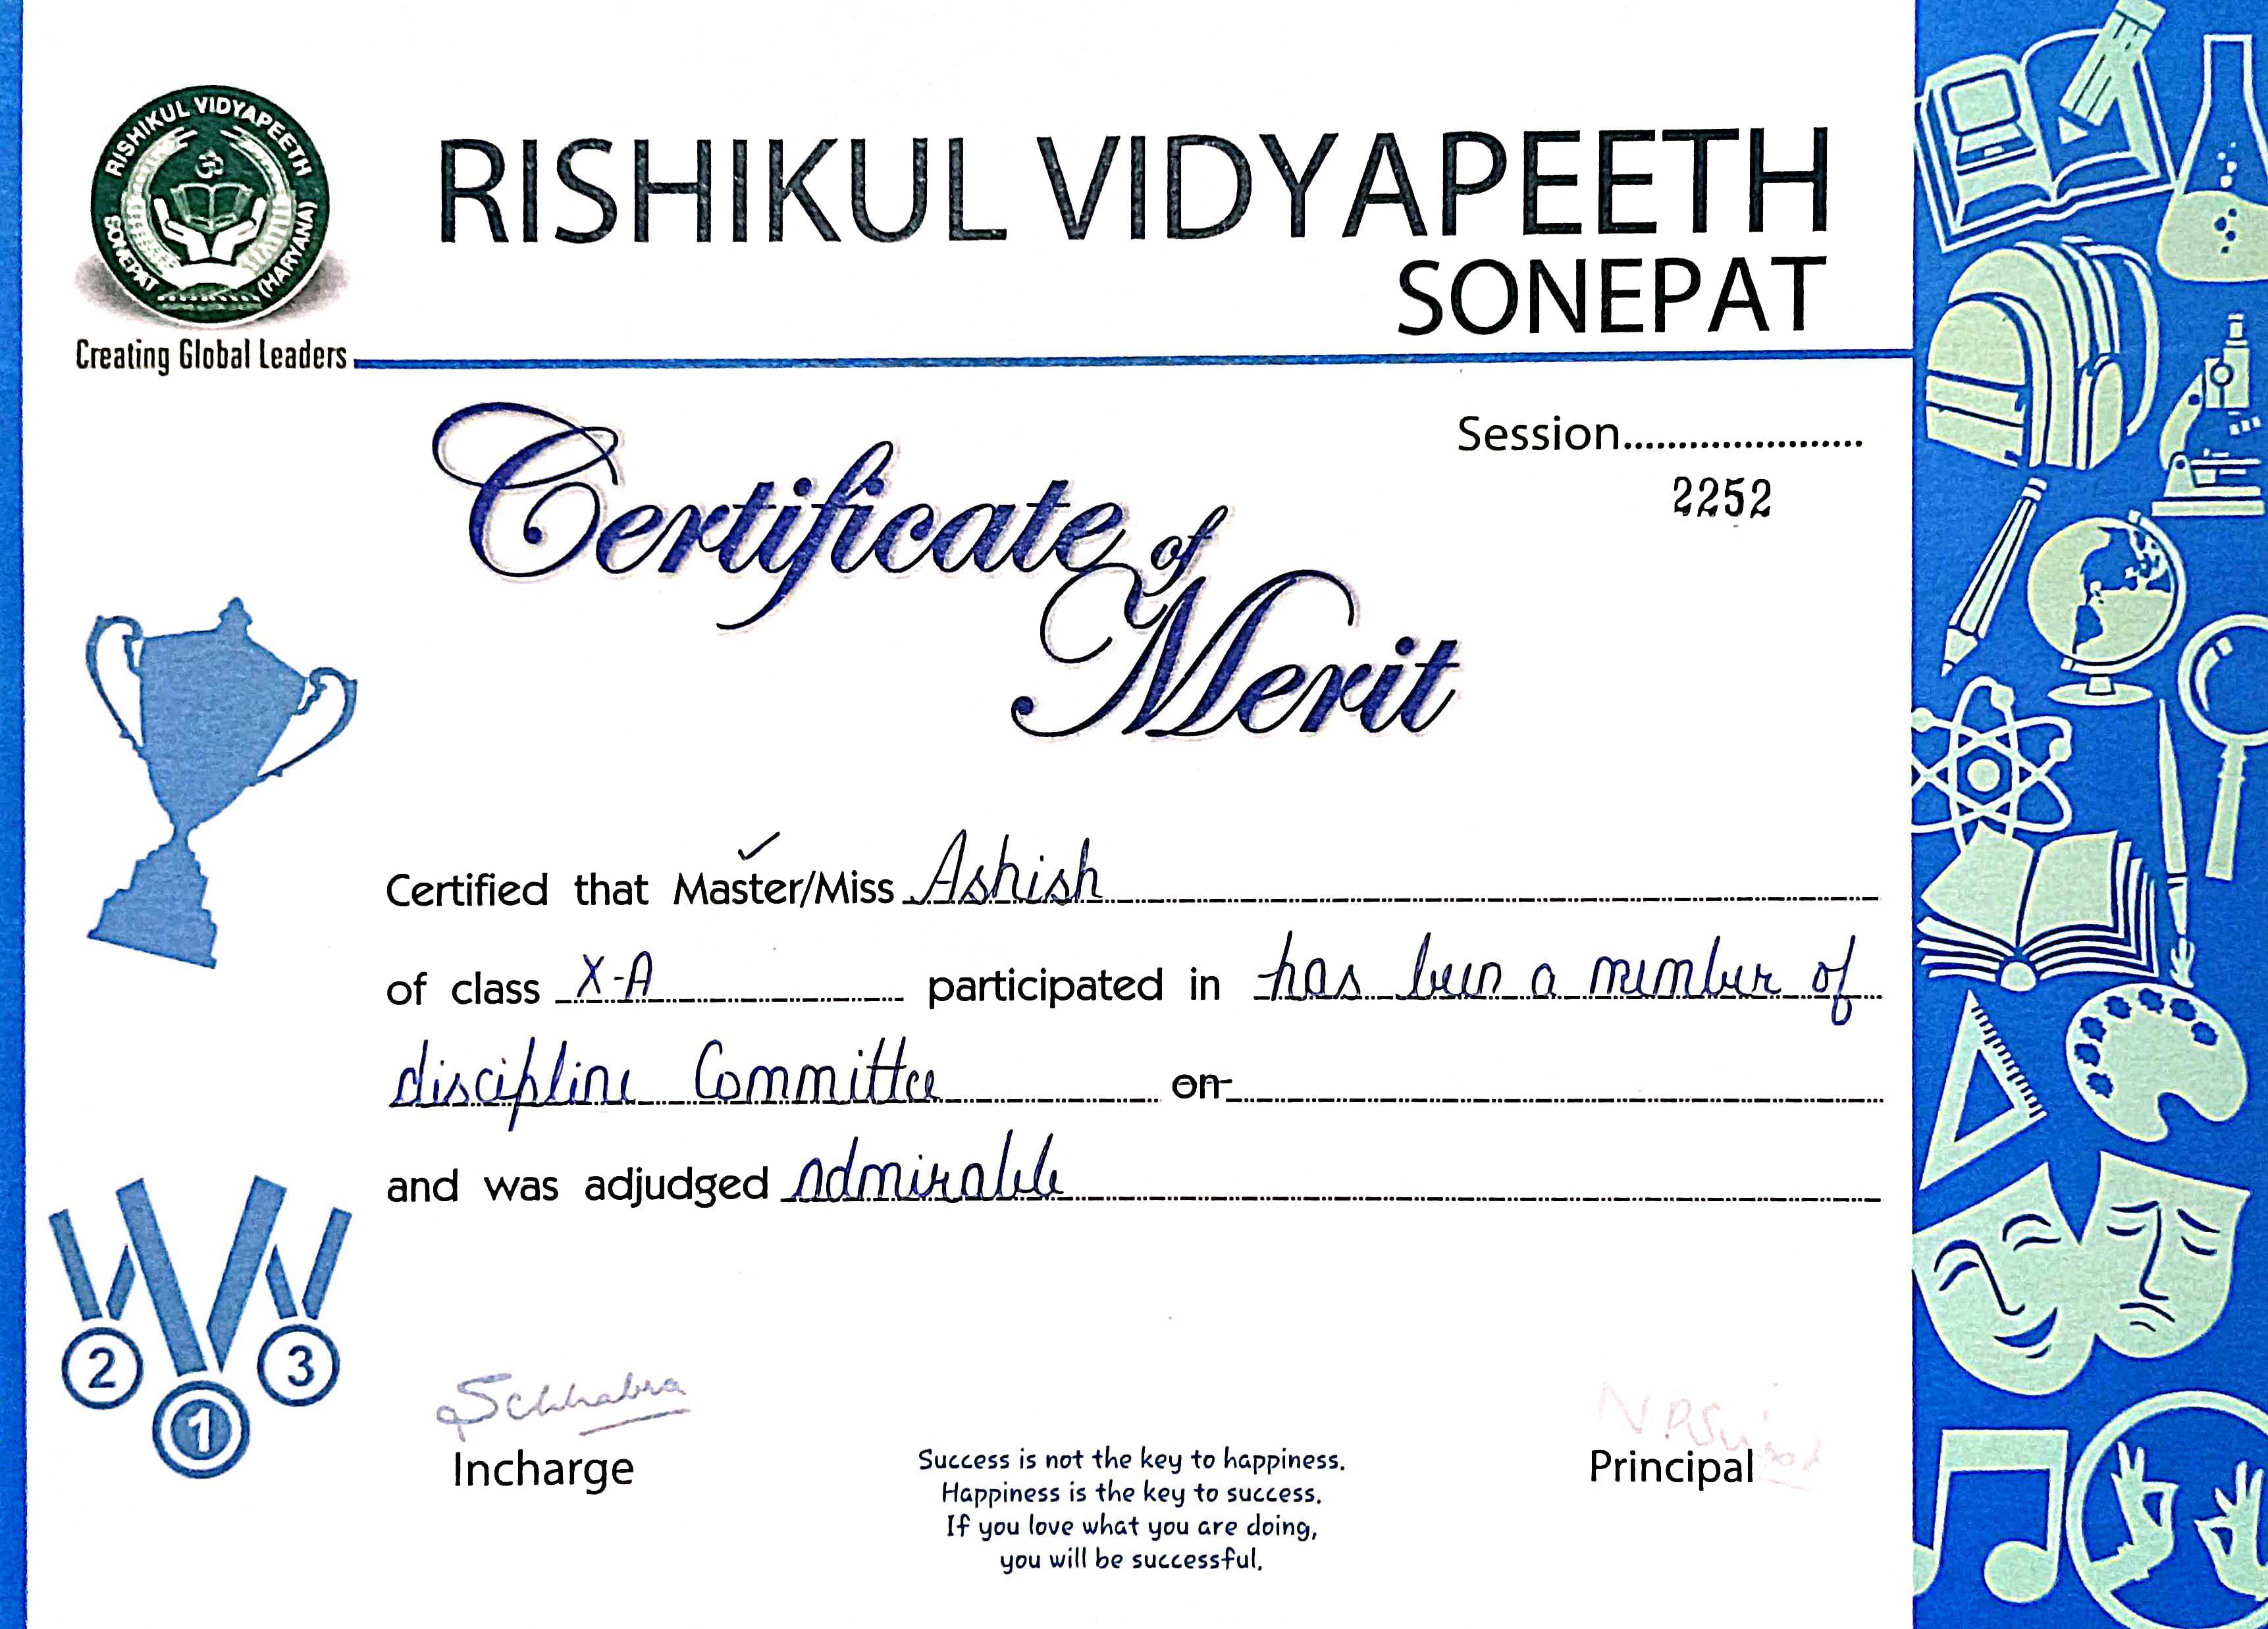 RISHIKUL VIDYAPEETH
SONEPAT (HARYANA)
Creating Global Leaders
RISHIKUL VIDYAPEETH
SONEPAT
Session......................
2252
Certificate of
Merit
Certified that Master/Miss Ashish
of class X-A participated in has been a member of
discipline Committee on
and was adjudged admirable
2
3
1
Schhabra
Incharge
Principal
Success is not the key to happiness.
Happiness is the key to success.
If you love what you are doing,
you will be successful.